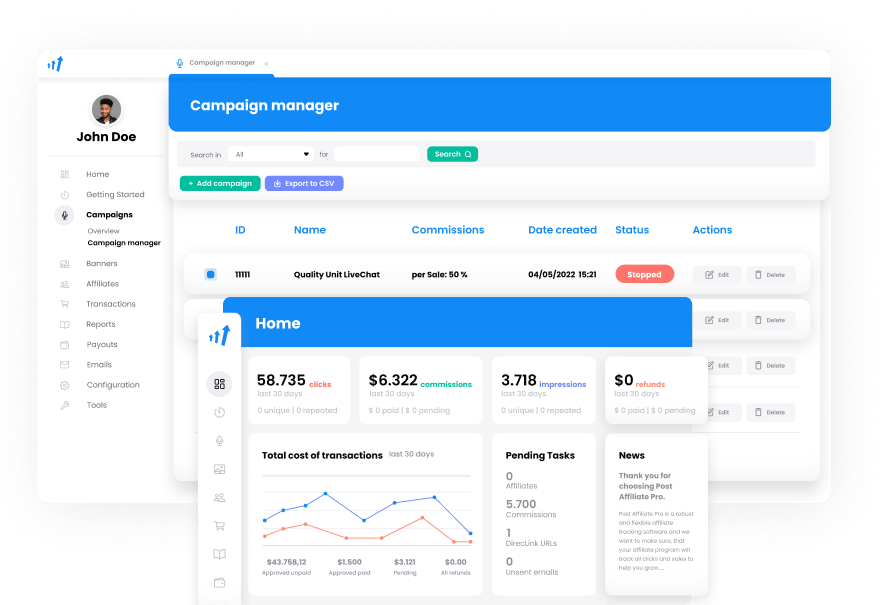 Campaign manager x
Campaign manager
John Doe
Search in All for Search
+ Add campaign Export to CSV
Home
Getting Started
Campaigns
Overview
Campaign manager
Banners
Affiliates
Transactions
Reports
Payouts
Emails
Configuration
Tools
ID Name Commissions Date created Status Actions
11111 Quality Unit LiveChat per Sale: 50 % 04/05/2022 15:21 Stopped Edit Delete
Edit Delete
Edit Delete
Edit Delete
Home
58.735 clicks
last 30 days
0 unique | 0 repeated
$6.322 commissions
last 30 days
$ 0 paid | $ 0 pending
3.718 impressions
last 30 days
0 unique | 0 repeated
$0 refunds
last 30 days
$ 0 paid | $ 0 pending
Total cost of transactions last 30 days
$43.758,12 $1.500 $3.121 $0.00
Approved unpaid Approved paid Pending All refunds
Pending Tasks
0
Affiliates
5.700
Commissions
1
DirecLink URLs
0
Unsent emails
News
Thank you for
choosing Post
Affiliate Pro.
Post Affiliate Pro is a robust
and flexible affiliate
tracking software and we
want to make sure, that
your affiliate program will
track all clicks and sales to
help you grow....